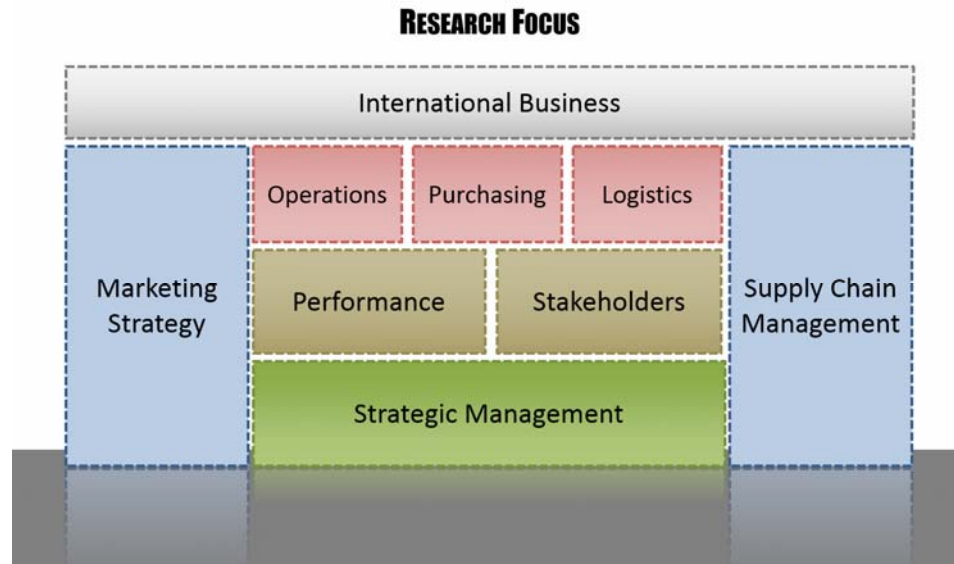 RESEARCH FOCUS
International Business
Operations
Purchasing
Logistics
Marketing
Strategy
Performance
Stakeholders
Supply Chain
Management
Strategic Management